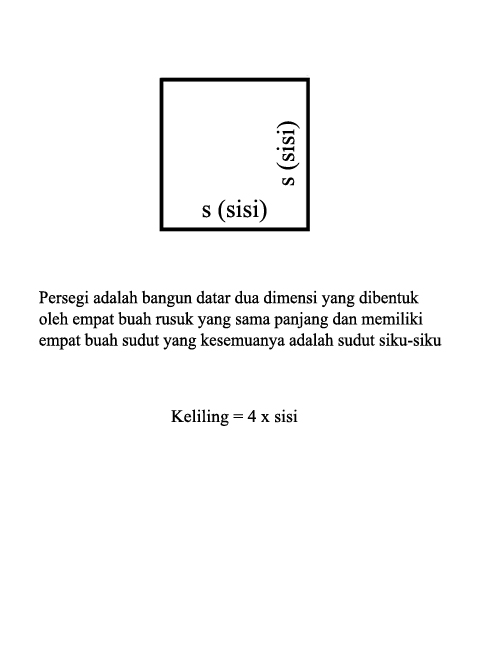 s (sisi)
s (sisi)
Persegi adalah bangun datar dua dimensi yang dibentuk
oleh empat buah rusuk yang sama panjang dan memiliki
empat buah sudut yang kesemuanya adalah sudut siku-siku
Keliling = 4 x sisi